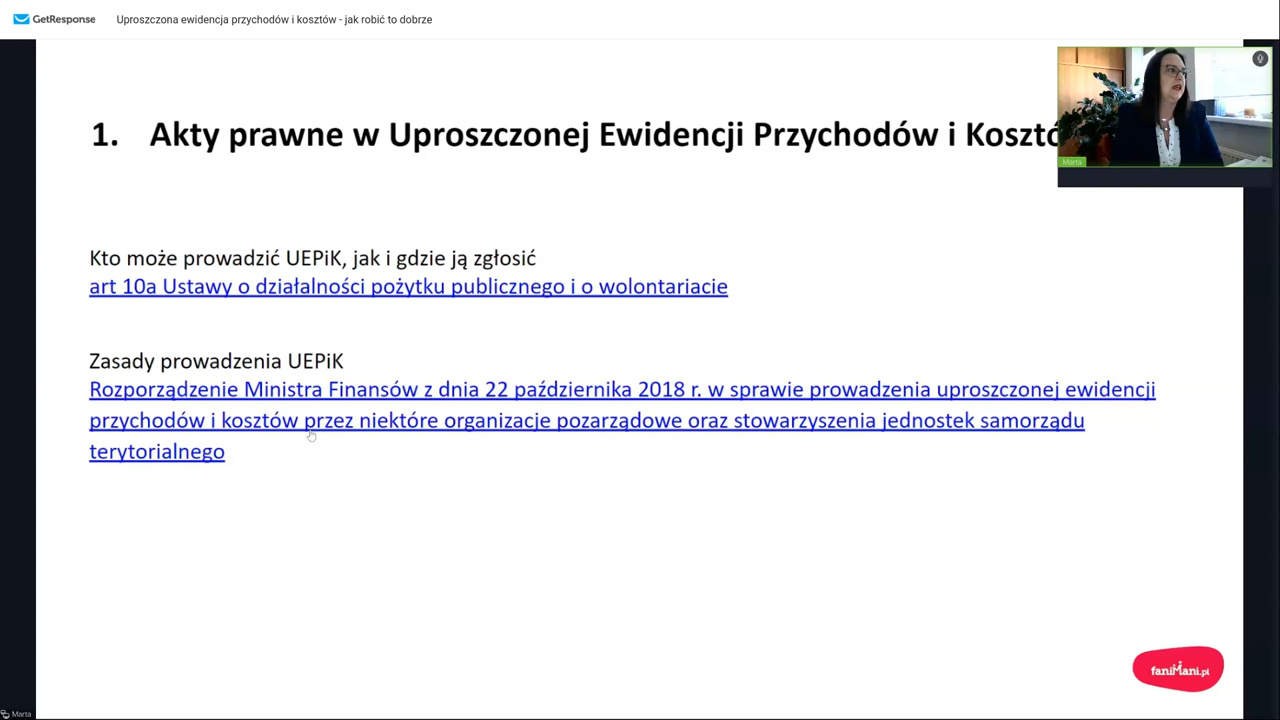 GetResponse Uproszczona ewidencja przychodów i kosztów - jak robić to dobrze
1. Akty prawne w Uproszczonej Ewidencji Przychodów i Kosztó
Marta
Kto może prowadzić UEPiK, jak i gdzie ją zgłosić
art 10a Ustawy o działalności pożytku publicznego i o wolontariacie
Zasady prowadzenia UEPiK
Rozporządzenie Ministra Finansów z dnia 22 października 2018 r. w sprawie prowadzenia uproszczonej ewidencji
przychodów i kosztów przez niektóre organizacje pozarządowe oraz stowarzyszenia jednostek samorządu
terytorialnego
faniMani.pl
Marta